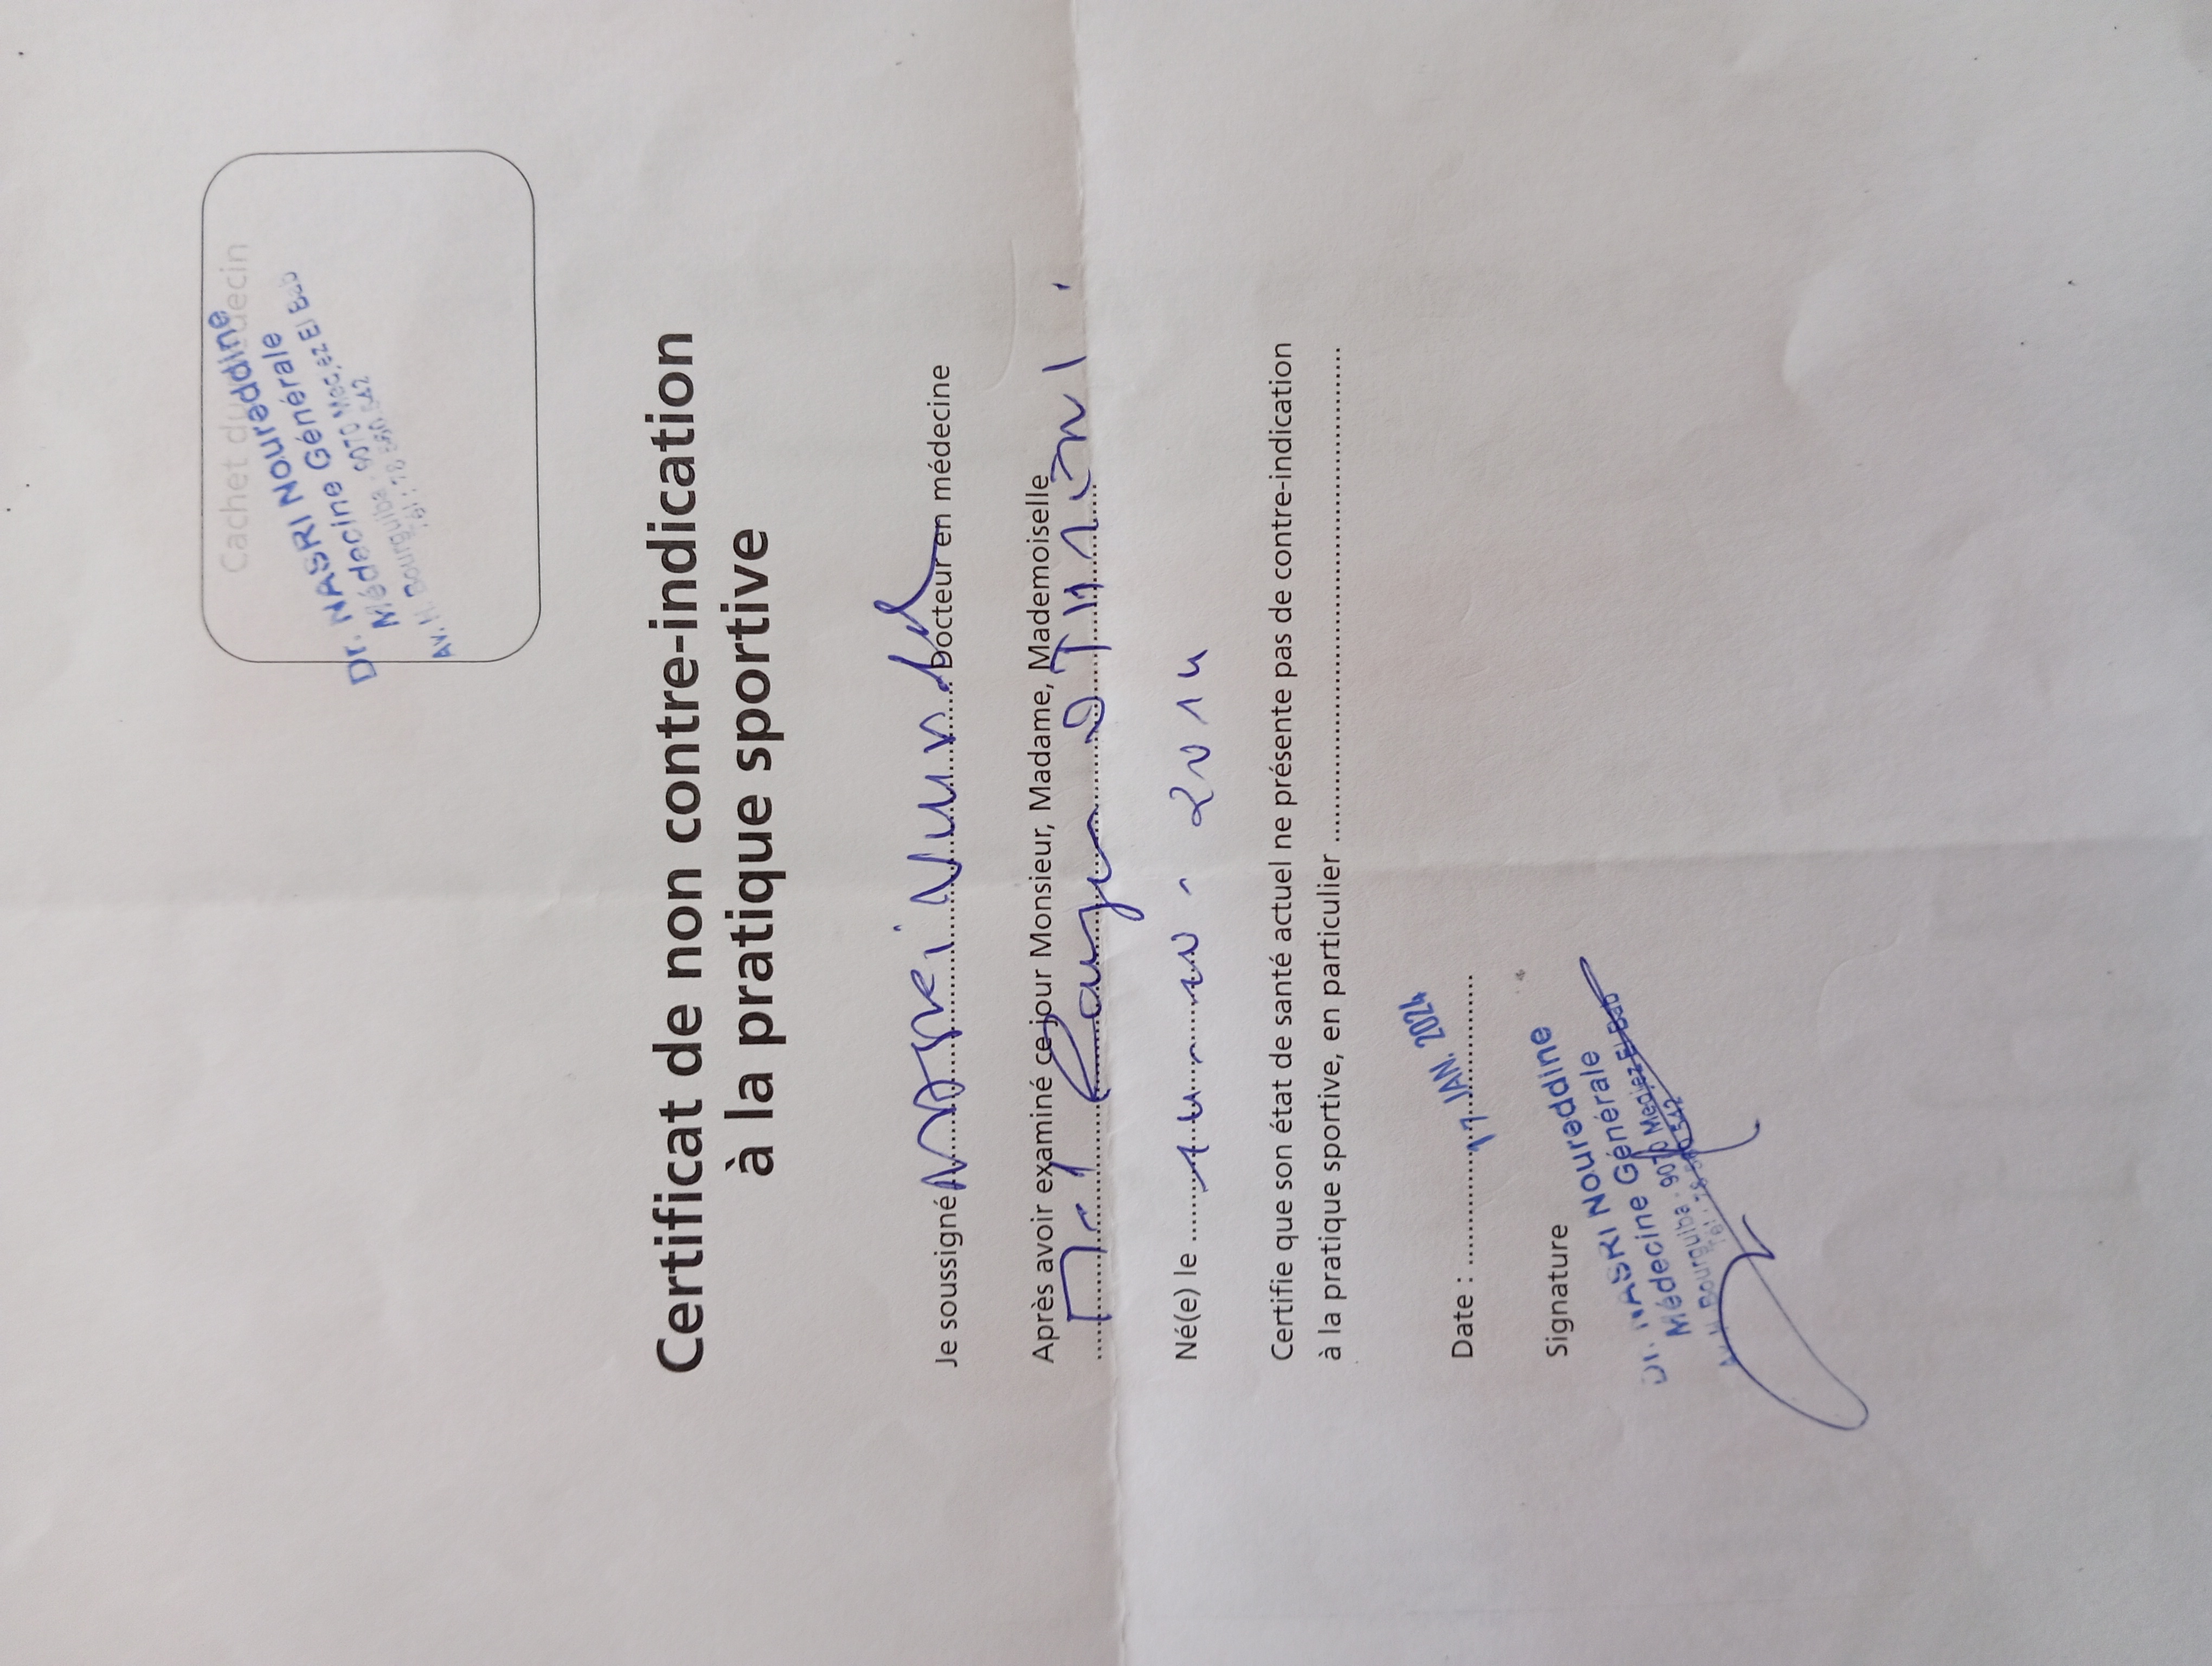 Cachet du médecin
Dr. NASRI Noureddine
Médecine Générale
Av. H. Bourguiba - 9070 Medjez El Bab
Certificat de non contre-indication
à la pratique sportive
Je soussigné Nasri Docteur en médecine
Après avoir examiné ce jour Monsieur, Madame, Mademoiselle
Né(e) le 2014
Certifie que son état de santé actuel ne présente pas de contre-indication
à la pratique sportive, en particulier
Date : 17 JAN. 2024
Signature
Dr. NASRI Noureddine
Médecine Générale
Av. H. Bourguiba - 9070 Medjez El Bab